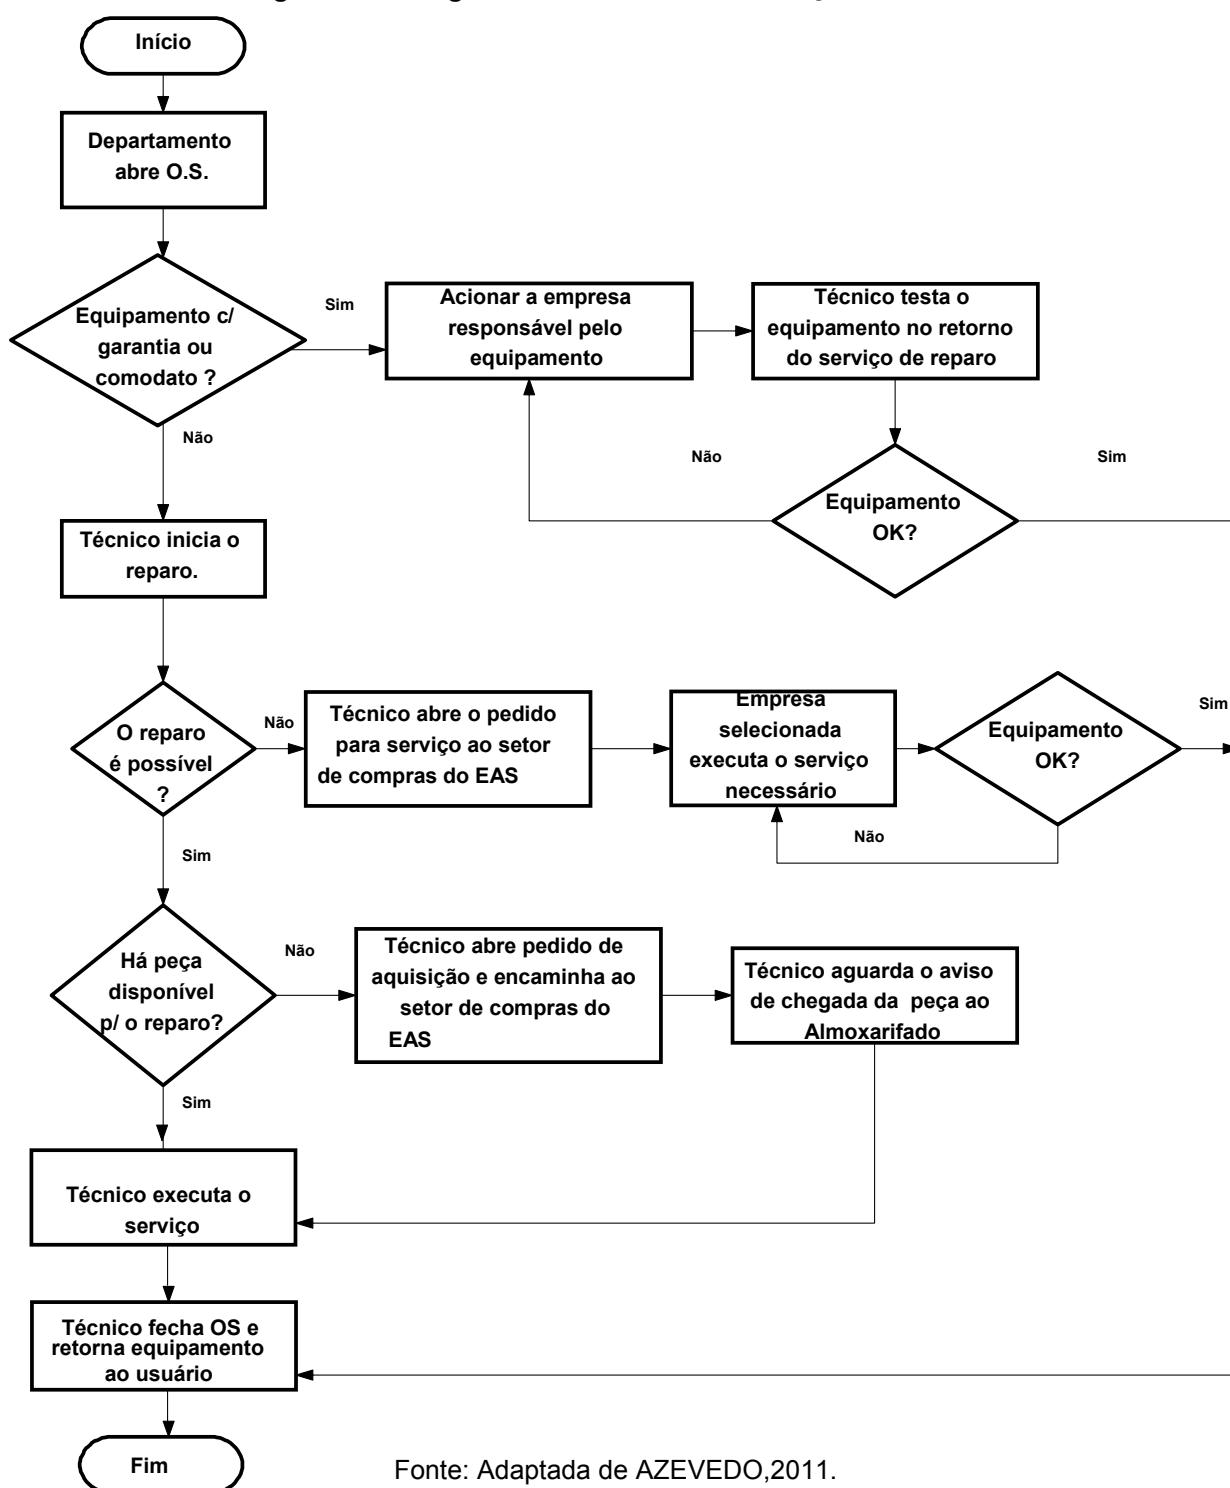 Início
Departamento
abre O.S.
Equipamento c/
garantia ou
comodato ?
Sim
Acionar a empresa
responsável pelo
equipamento
Técnico testa o
equipamento no retorno
do serviço de reparo
Não
Não
Sim
Equipamento
OK?
Técnico inicia o
reparo.
O reparo
é possível
?
Não
Técnico abre o pedido
para serviço ao setor
de compras do EAS
Empresa
selecionada
executa o serviço
necessário
Equipamento
OK?
Sim
Não
Sim
Há peça
disponível
p/ o reparo?
Não
Técnico abre pedido de
aquisição e encaminha ao
setor de compras do
EAS
Técnico aguarda o aviso
de chegada da peça ao
Almoxarifado
Sim
Técnico executa o
serviço
Técnico fecha OS e
retorna equipamento
ao usuário
Fim
Fonte: Adaptada de AZEVEDO,2011.